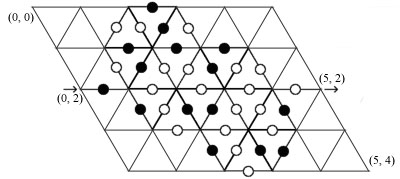 (0, 0)
(5, 2)
(0, 2)
(5, 4)